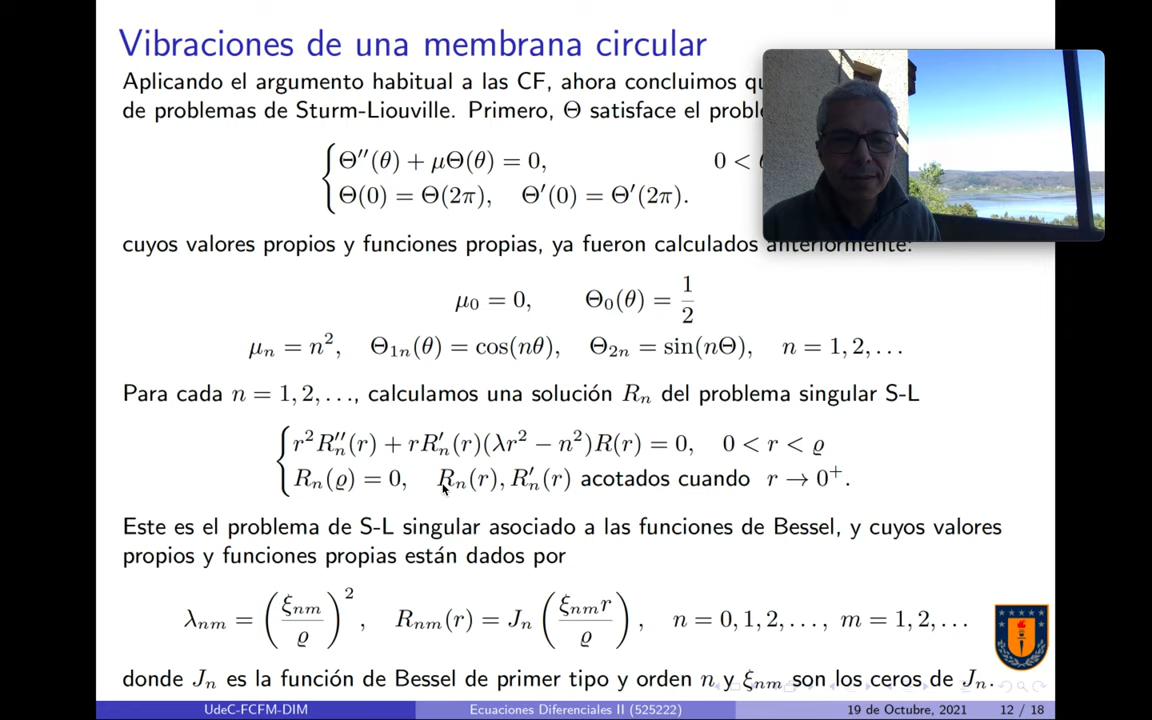 Vibraciones de una membrana circular
Aplicando el argumento habitual a las CF, ahora concluimos
de problemas de Sturm-Liouville. Primero, Θ satisface el
Θ′′(θ) + μΘ(θ) = 0, 0 <
Θ(0) = Θ(2π), Θ′(0) = Θ′(2π).
cuyos valores propios y funciones propias, ya fueron calculados anteriormente:
μ₀ = 0, Θ₀(θ) = 1/2
μₙ = n², Θ₁ₙ(θ) = cos(nθ), Θ₂ₙ = sin(nΘ), n = 1, 2, . . .
Para cada n = 1, 2, . . ., calculamos una solución Rₙ del problema singular S-L
r²Rₙ′′(r) + rRₙ′(r)(λr² − n²)R(r) = 0, 0 < r < ϱ
Rₙ(ϱ) = 0, Rₙ(r), Rₙ′(r) acotados cuando r → 0⁺.
Este es el problema de S-L singular asociado a las funciones de Bessel, y cuyos valores
propios y funciones propias están dados por
λₙₘ = (ξₙₘ/ϱ)², Rₙₘ(r) = Jₙ(ξₙₘr/ϱ), n = 0, 1, 2, . . . , m = 1, 2, . . .
donde Jₙ es la función de Bessel de primer tipo y orden n y ξₙₘ son los ceros de Jₙ.
UdeC-FCFM-DIM Ecuaciones Diferenciales II (525222) 19 de Octubre, 2021 12 / 18